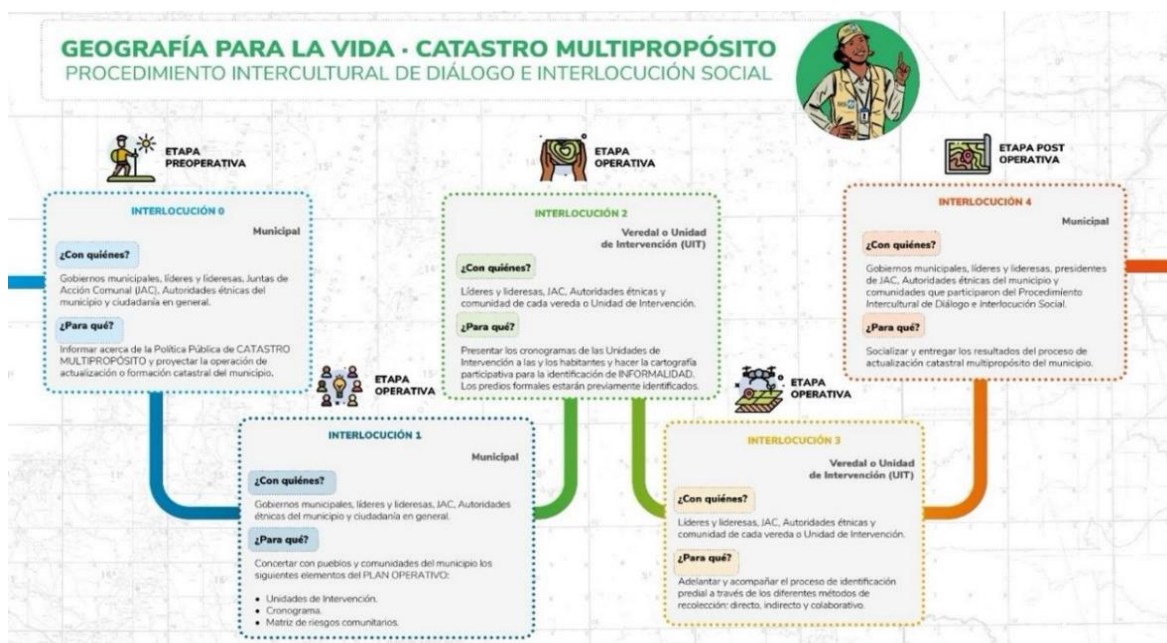 GEOGRAFÍA PARA LA VIDA · CATASTRO MULTIPROPÓSITO
PROCEDIMIENTO INTERCULTURAL DE DIÁLOGO E INTERLOCUCIÓN SOCIAL
ETAPA
PREOPERATIVA
INTERLOCUCIÓN 0
Municipal
¿Con quiénes?
Gobiernos municipales, líderes y lideresas, Juntas de
Acción Comunal (JAC), Autoridades étnicas del
municipio y ciudadanía en general.
¿Para qué?
Informar acerca de la Política Pública de CATASTRO
MULTIPROPÓSITO y proyectar la operación de
actualización o formación catastral del municipio.
ETAPA
OPERATIVA
INTERLOCUCIÓN 1
Municipal
¿Con quiénes?
Gobiernos municipales, líderes y lideresas, JAC, Autoridades
étnicas del municipio y ciudadanía en general.
¿Para qué?
Concertar con pueblos y comunidades del municipio los
siguientes elementos del PLAN OPERATIVO:
• Unidades de Intervención.
• Cronograma.
• Matriz de riesgos comunitarios.
ETAPA
OPERATIVA
INTERLOCUCIÓN 2
Veredal o Unidad
de Intervención (UIT)
¿Con quiénes?
Líderes y lideresas, JAC, Autoridades étnicas y
comunidad de cada vereda o Unidad de Intervención.
¿Para qué?
Presentar los cronogramas de las Unidades de
Intervención a las y los habitantes y hacer la cartografía
participativa para la identificación de INFORMALIDAD.
Los predios formales estarán previamente identificados.
ETAPA
OPERATIVA
INTERLOCUCIÓN 3
Veredal o Unidad
de Intervención (UIT)
¿Con quiénes?
Líderes y lideresas, JAC, Autoridades étnicas y
comunidad de cada vereda o Unidad de Intervención.
¿Para qué?
Adelantar y acompañar el proceso de identificación
predial a través de los diferentes métodos de
recolección: directo, indirecto y colaborativo.
ETAPA POST
OPERATIVA
INTERLOCUCIÓN 4
Municipal
¿Con quiénes?
Gobiernos municipales, líderes y lideresas, presidentes
de JAC, Autoridades étnicas del municipio y
comunidades que participaron del Procedimiento
Intercultural de Diálogo e Interlocución Social.
¿Para qué?
Socializar y entregar los resultados del proceso de
actualización catastral multipropósito del municipio.